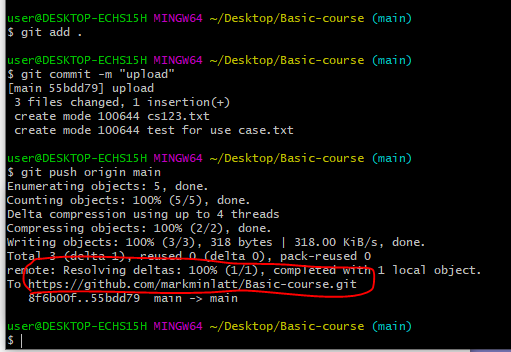 user@DESKTOP-ECHS15H MINGW64 ~/Desktop/Basic-course (main)
$ git add .
user@DESKTOP-ECHS15H MINGW64 ~/Desktop/Basic-course (main)
$ git commit -m "upload"
[main 55bdd79] upload
3 files changed, 1 insertion(+)
create mode 100644 cs123.txt
create mode 100644 test for use case.txt
user@DESKTOP-ECHS15H MINGW64 ~/Desktop/Basic-course (main)
$ git push origin main
Enumerating objects: 5, done.
Counting objects: 100% (5/5), done.
Delta compression using up to 4 threads
Compressing objects: 100% (2/2), done.
Writing objects: 100% (3/3), 318 bytes | 318.00 KiB/s, done.
Total 3 (delta 1), reused 0 (delta 0), pack-reused 0
remote: Resolving deltas: 100% (1/1), completed with 1 local object.
To https://github.com/markminlatt/Basic-course.git
8f6b00f..55bdd79 main -> main
user@DESKTOP-ECHS15H MINGW64 ~/Desktop/Basic-course (main)
$